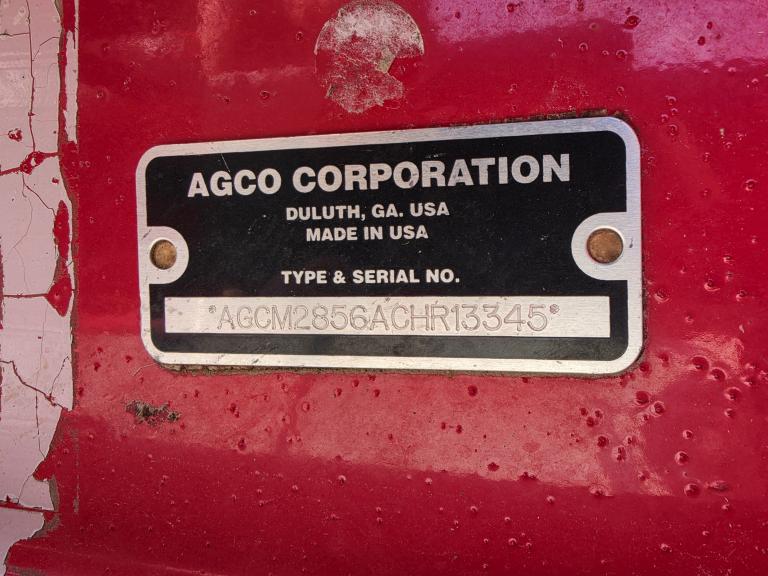 AGCO CORPORATION
DULUTH, GA. USA
MADE IN USA
TYPE & SERIAL NO.
*AGCM2856ACHR13345*